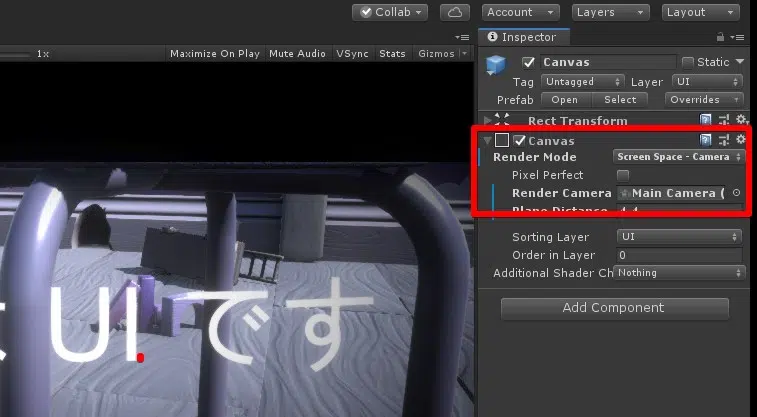 Collab
Account
Layers
Layout
Inspector
1x
Maximize On Play
Mute Audio
VSync
Stats
Gizmos
Canvas
Static
Tag
Untagged
Layer
UI
Prefab
Open
Select
Overrides
Rect Transform
Canvas
Render Mode
Screen Space - Camera
Pixel Perfect
Render Camera
Main Camera (
Plane Distance
4.4
Sorting Layer
UI
Order in Layer
0
Additional Shader Ch
Nothing
Add Component
UIです